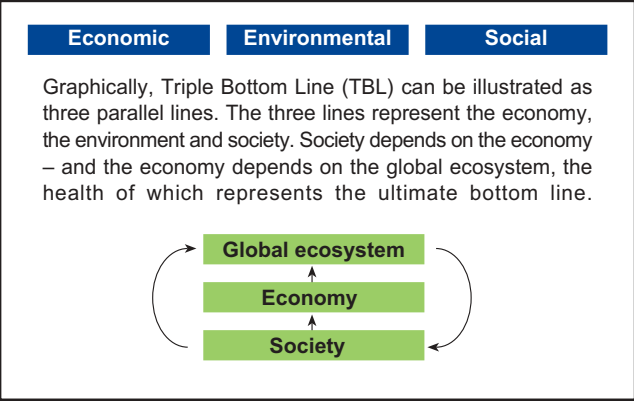 Economic Environmental Social
Graphically, Triple Bottom Line (TBL) can be illustrated as
three parallel lines. The three lines represent the economy,
the environment and society. Society depends on the economy
– and the economy depends on the global ecosystem, the
health of which represents the ultimate bottom line.
Global ecosystem
Economy
Society